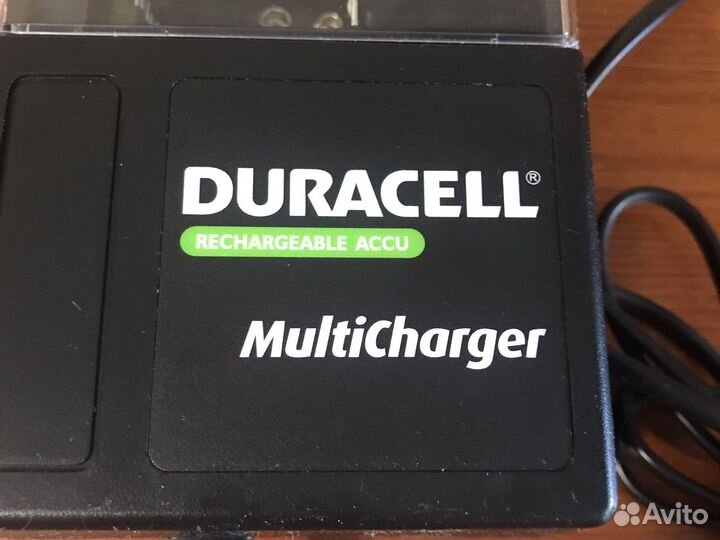 DURACELL®
RECHARGEABLE ACCU
MultiCharger
Avito